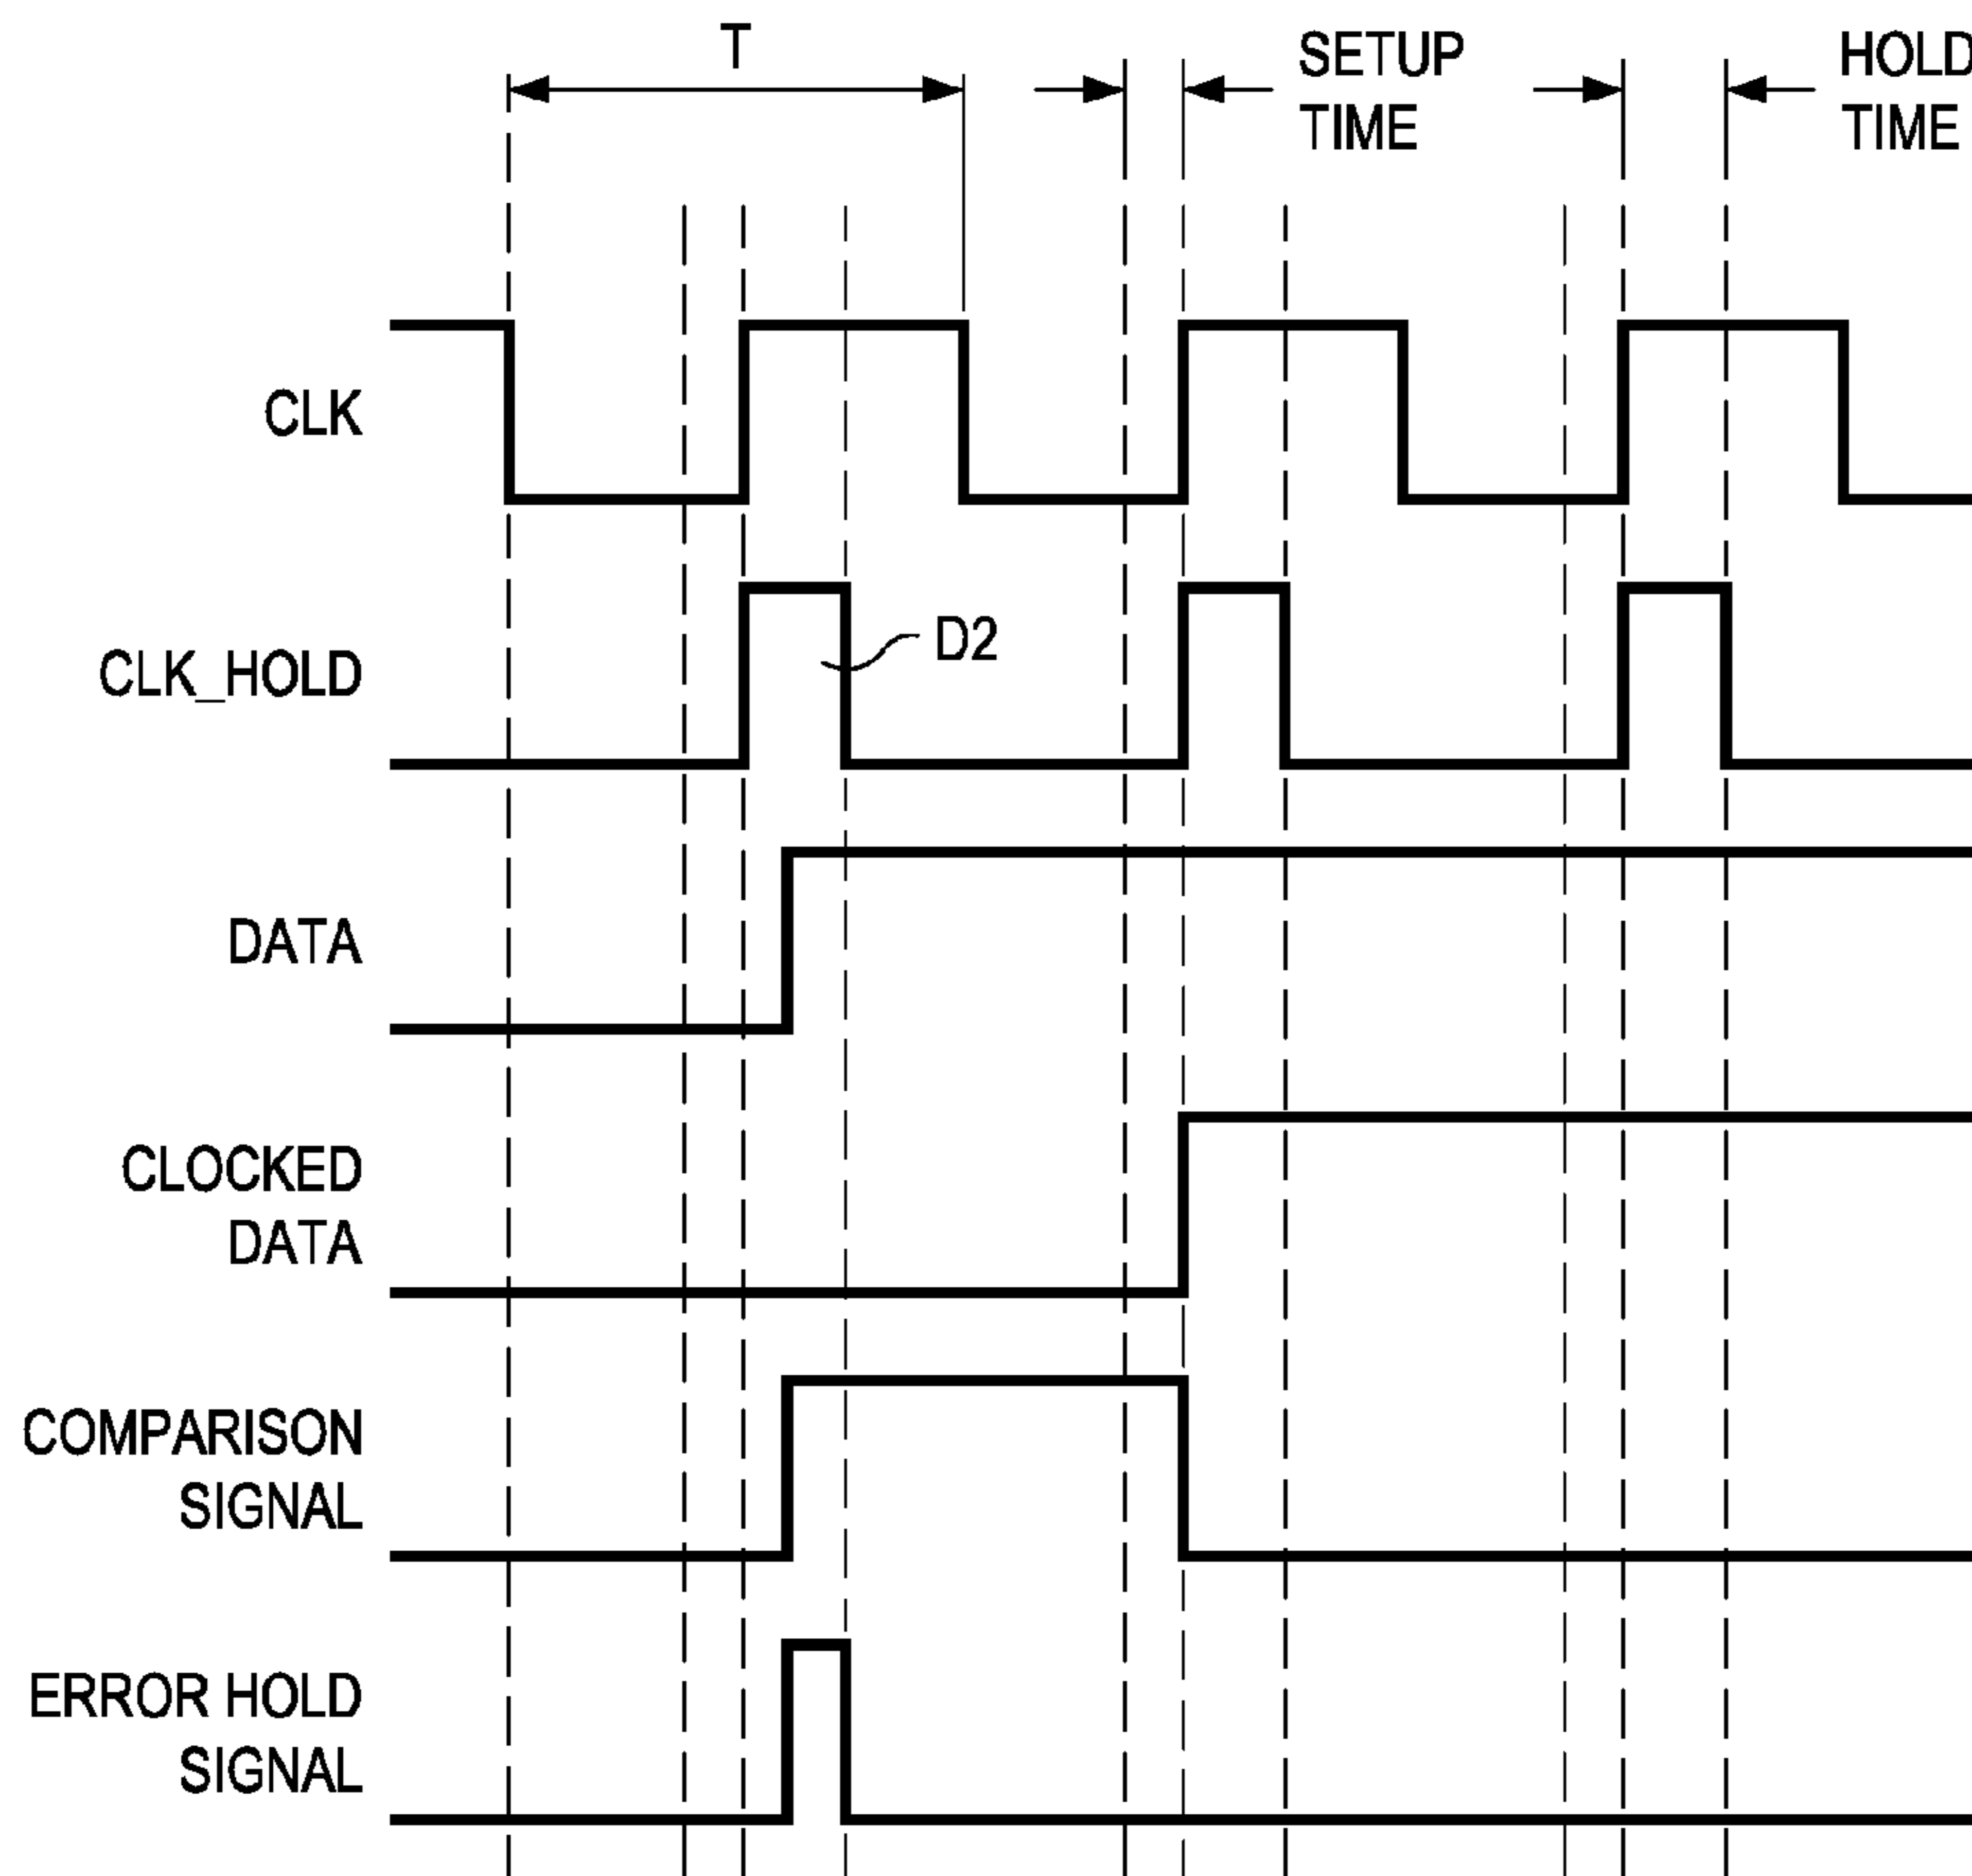 T
SETUP
TIME
HOLD
TIME
CLK
CLK_HOLD
D2
DATA
CLOCKED
DATA
COMPARISON
SIGNAL
ERROR HOLD
SIGNAL